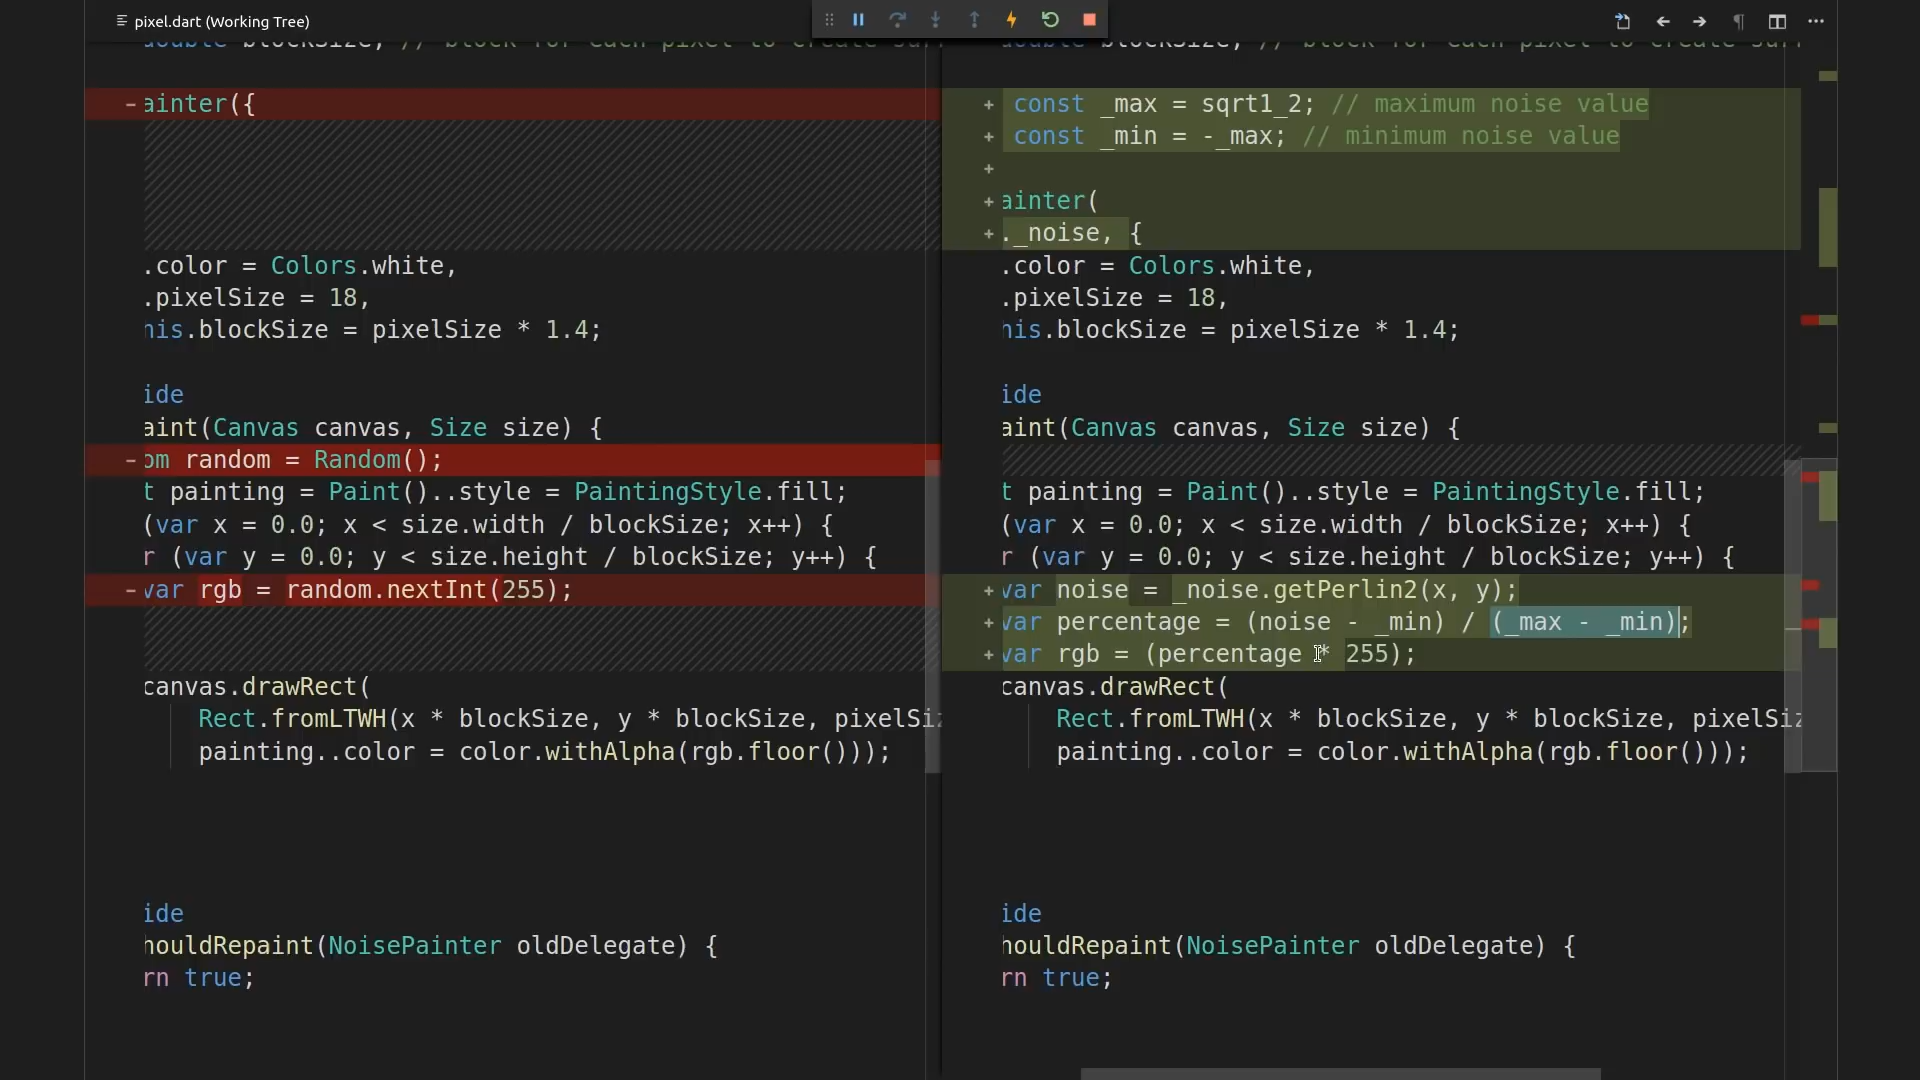 pixel.dart (Working Tree)
- ainter({
.color = Colors.white,
.pixelSize = 18,
his.blockSize = pixelSize * 1.4;
ide
aint(Canvas canvas, Size size) {
- om random = Random();
t painting = Paint()..style = PaintingStyle.fill;
(var x = 0.0; x < size.width / blockSize; x++) {
r (var y = 0.0; y < size.height / blockSize; y++) {
- var rgb = random.nextInt(255);
canvas.drawRect(
Rect.fromLTWH(x * blockSize, y * blockSize, pixelSiz
painting..color = color.withAlpha(rgb.floor()));
ide
houldRepaint(NoisePainter oldDelegate) {
rn true;
+ const _max = sqrt1_2; // maximum noise value
+ const _min = -_max; // minimum noise value
+
+ ainter(
+ ._noise, {
.color = Colors.white,
.pixelSize = 18,
his.blockSize = pixelSize * 1.4;
ide
aint(Canvas canvas, Size size) {
t painting = Paint()..style = PaintingStyle.fill;
(var x = 0.0; x < size.width / blockSize; x++) {
r (var y = 0.0; y < size.height / blockSize; y++) {
+ var noise = _noise.getPerlin2(x, y);
+ var percentage = (noise - _min) / (_max - _min);
+ var rgb = (percentage * 255);
canvas.drawRect(
Rect.fromLTWH(x * blockSize, y * blockSize, pixelSiz
painting..color = color.withAlpha(rgb.floor()));
ide
houldRepaint(NoisePainter oldDelegate) {
rn true;